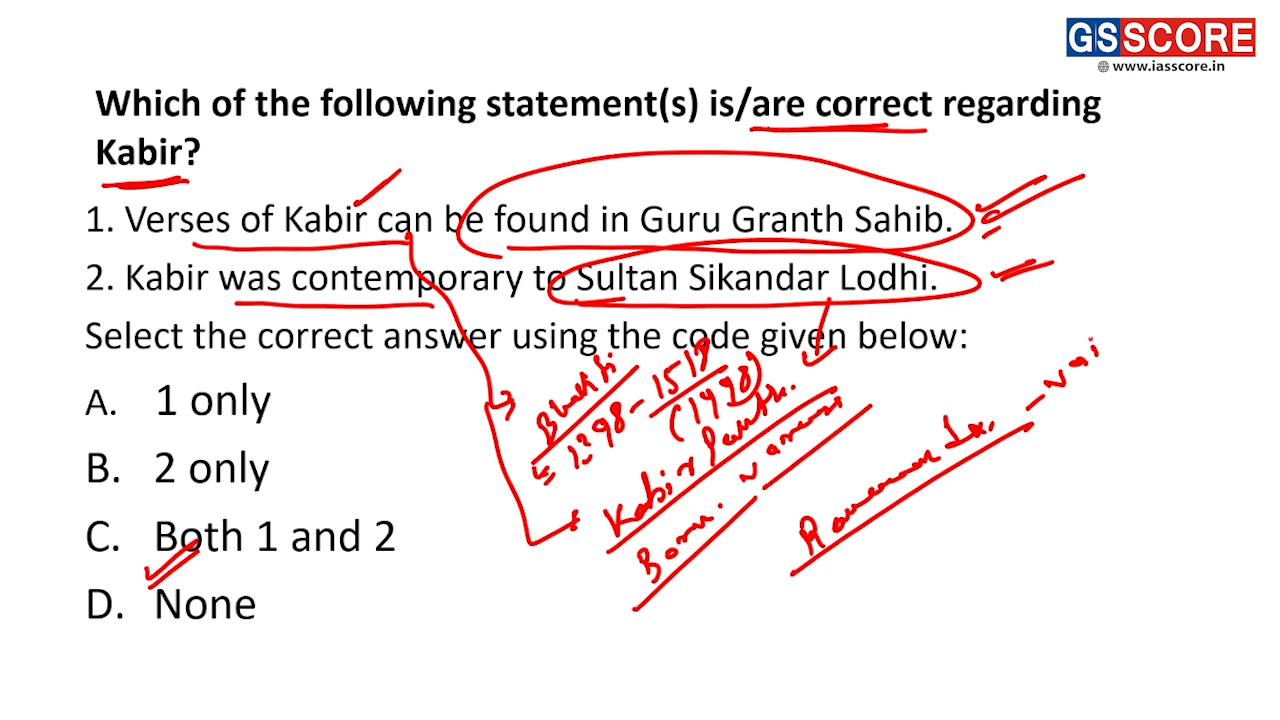 GSSCORE
www.iasscore.in
Which of the following statement(s) is/are correct regarding
Kabir?
1. Verses of Kabir can be found in Guru Granth Sahib.
2. Kabir was contemporary to Sultan Sikandar Lodhi.
Select the correct answer using the code given below:
A. 1 only
B. 2 only
C. Both 1 and 2
D. None
Bhakti
1398 - 1518
(1498)
Kabir Panth.
Born.